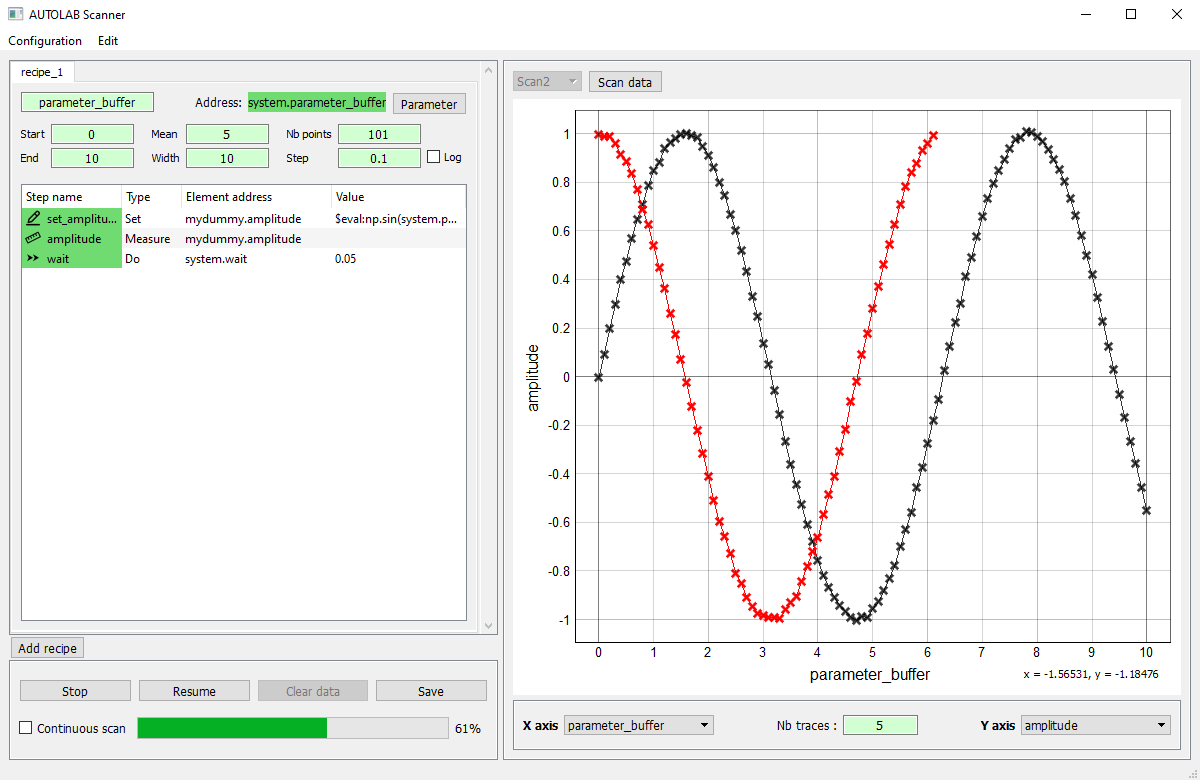 AUTOLAB Scanner
Configuration Edit
recipe_1
parameter_buffer Address: system.parameter_buffer Parameter
Start 0 Mean 5 Nb points 101
End 10 Width 10 Step 0.1 Log
Step name Type Element address Value
set_amplitu... Set mydummy.amplitude $eval:np.sin(system.p...
amplitude Measure mydummy.amplitude
wait Do system.wait 0.05
Add recipe
Stop Resume Clear data Save
Continuous scan 61%
Scan2 Scan data
1
0.8
0.6
0.4
0.2
0
-0.2
-0.4
-0.6
-0.8
-1
amplitude
0 1 2 3 4 5 6 7 8 9 10
parameter_buffer
x = -1.56531, y = -1.18476
X axis parameter_buffer Nb traces : 5 Y axis amplitude